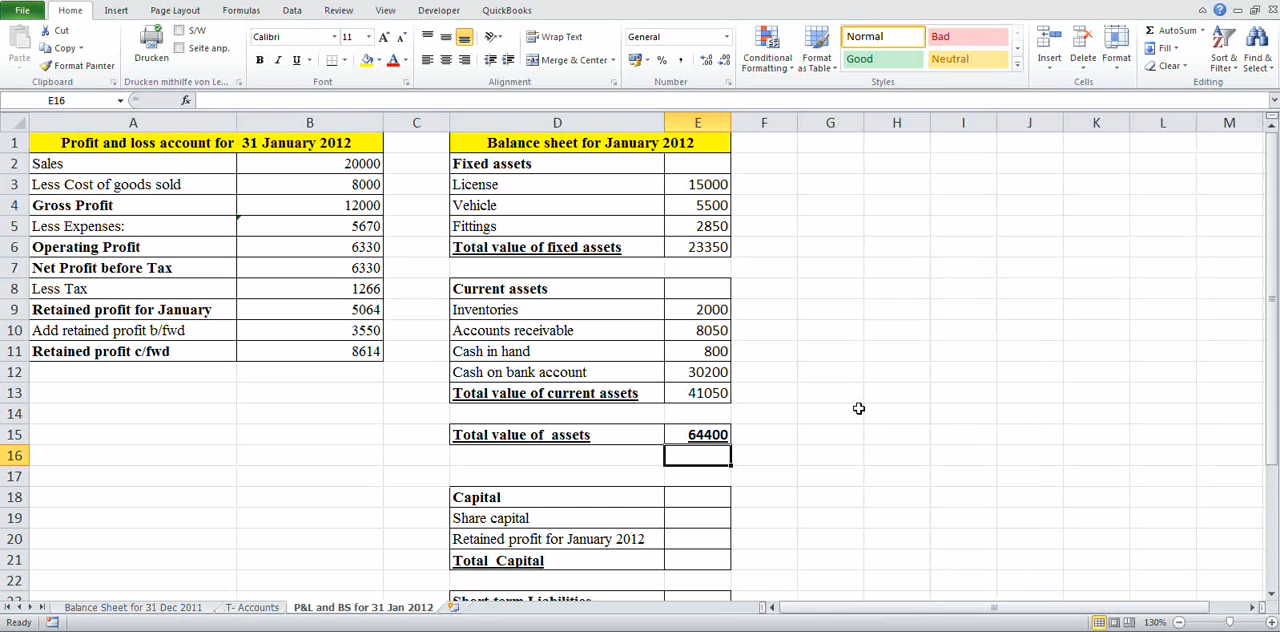 File Home Insert Page Layout Formulas Data Review View Developer QuickBooks
Paste Cut Copy Format Painter Clipboard
Drucken S/W Seite anp. Drucken mithilfe von Le...
Calibri 11 A A B I U A Font
Wrap Text Merge & Center Alignment
General % , Number
Conditional Formatting Format as Table Normal Bad Good Neutral Styles
Insert Delete Format Cells
Σ AutoSum Fill Clear Sort & Filter Find & Select Editing
E16 fx
A B C D E F G H I J K L M
1 Profit and loss account for 31 January 2012 Balance sheet for January 2012
2 Sales 20000 Fixed assets
3 Less Cost of goods sold 8000 License 15000
4 Gross Profit 12000 Vehicle 5500
5 Less Expenses: 5670 Fittings 2850
6 Operating Profit 6330 Total value of fixed assets 23350
7 Net Profit before Tax 6330
8 Less Tax 1266 Current assets
9 Retained profit for January 5064 Inventories 2000
10 Add retained profit b/fwd 3550 Accounts receivable 8050
11 Retained profit c/fwd 8614 Cash in hand 800
12 Cash on bank account 30200
13 Total value of current assets 41050
14
15 Total value of assets 64400
16
17
18 Capital
19 Share capital
20 Retained profit for January 2012
21 Total Capital
22
23 Short term Liabilities
Balance Sheet for 31 Dec 2011 T- Accounts P&L and BS for 31 Jan 2012
Ready 130%